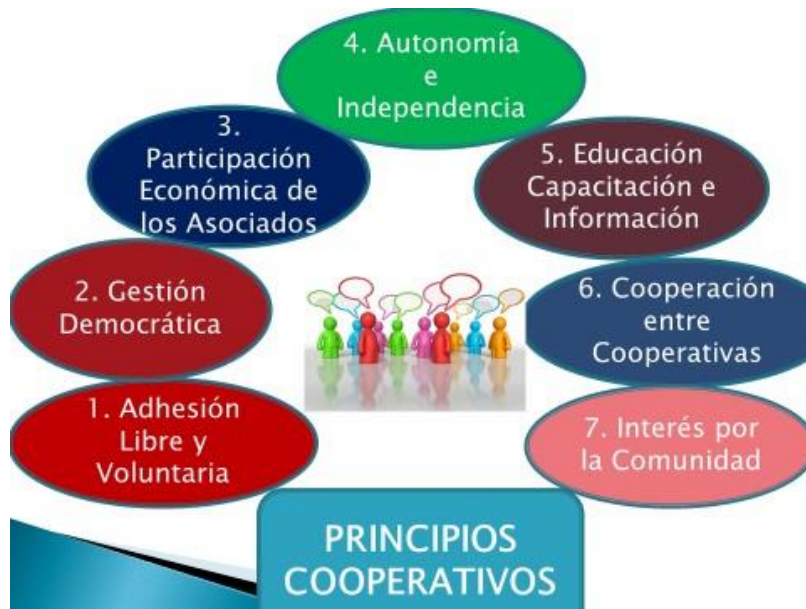 4. Autonomía
e
Independencia
3.
Participación
Económica de
los Asociados
5. Educación
Capacitación e
Información
2. Gestión
Democrática
6. Cooperación
entre
Cooperativas
1. Adhesión
Libre y
Voluntaria
7. Interés por
la Comunidad
PRINCIPIOS
COOPERATIVOS